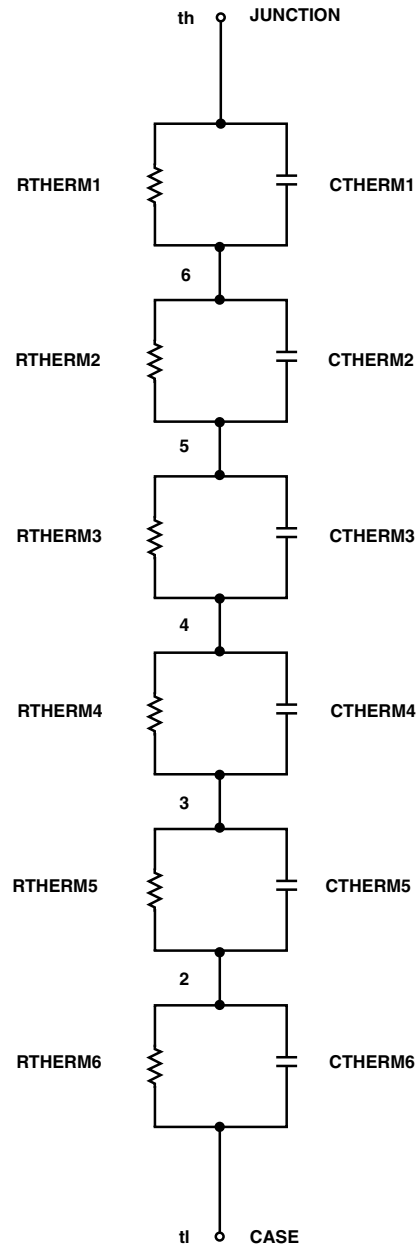 th JUNCTION
RTHERM1 CTHERM1
6
RTHERM2 CTHERM2
5
RTHERM3 CTHERM3
4
RTHERM4 CTHERM4
3
RTHERM5 CTHERM5
2
RTHERM6 CTHERM6
tl CASE